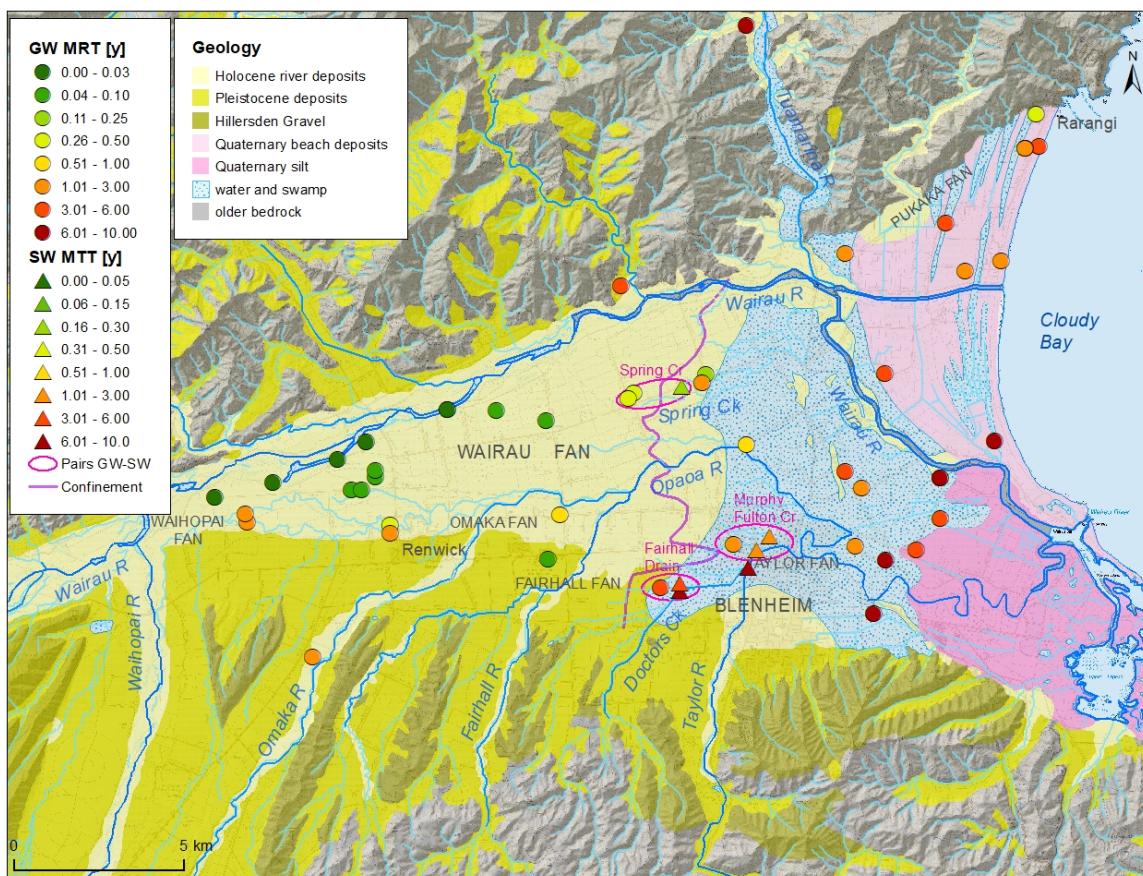 GW MRT [y]
0.00 - 0.03
0.04 - 0.10
0.11 - 0.25
0.26 - 0.50
0.51 - 1.00
1.01 - 3.00
3.01 - 6.00
6.01 - 10.00
SW MTT [y]
0.00 - 0.05
0.06 - 0.15
0.16 - 0.30
0.31 - 0.50
0.51 - 1.00
1.01 - 3.00
3.01 - 6.00
6.01 - 10.0
Pairs GW-SW
Confinement
Geology
Holocene river deposits
Pleistocene deposits
Hillersden Gravel
Quaternary beach deposits
Quaternary silt
water and swamp
older bedrock
N
Tuamarina R
Rarangi
PUKAKA FAN
Wairau R
Cloudy
Bay
Spring Cr
Spring Ck
WAIRAU FAN
Wairau R
Opaoa R
Murphy
Fulton Cr
WAIHOPAI
FAN
OMAKA FAN
Renwick
Fairhall
Drain
FAIRHALL FAN
AYLOR FAN
BLENHEIM
Wairau R
Waihopai R
Omaka R
Fairhall R
Doctors Ck
Taylor R
Wairau River
0
5 km